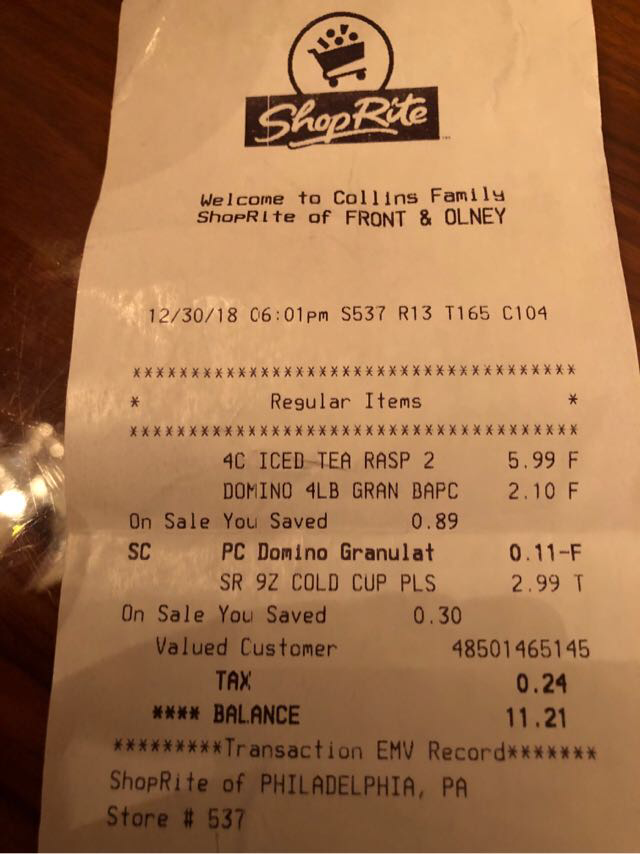 ShopRite
Welcome to Collins Family
ShopRite of FRONT & OLNEY
12/30/18 06:01pm S537 R13 T165 C104
*************************************
* Regular Items *
*************************************
4C ICED TEA RASP 2 5.99 F
DOMINO 4LB GRAN BAPC 2.10 F
On Sale You Saved 0.89
SC PC Domino Granulat 0.11-F
SR 9Z COLD CUP PLS 2.99 T
On Sale You Saved 0.30
Valued Customer 48501465145
TAX 0.24
**** BALANCE 11.21
*********Transaction EMV Record*******
ShopRite of PHILADELPHIA, PA
Store # 537